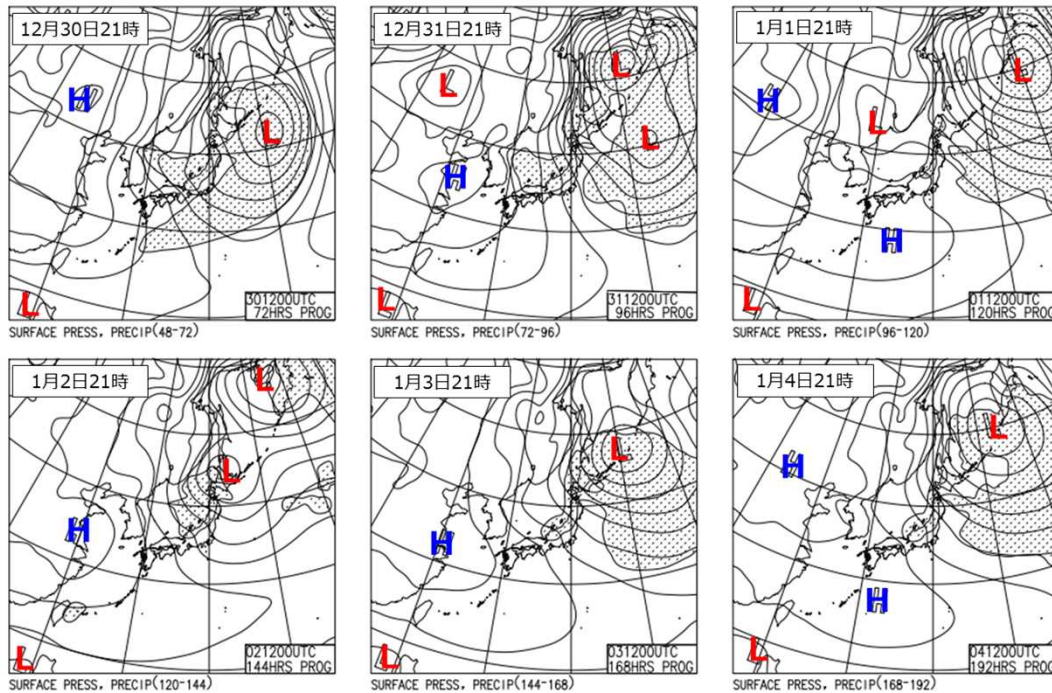 12月30日21時
H
L
L
301200UTC
72HRS PROG
SURFACE PRESS, PRECIP(48-72)
12月31日21時
L
L
L
H
L
311200UTC
96HRS PROG
SURFACE PRESS, PRECIP(72-96)
1月1日21時
H
L
L
H
L
011200UTC
120HRS PROG
SURFACE PRESS, PRECIP(96-120)
1月2日21時
L
L
H
L
021200UTC
144HRS PROG
SURFACE PRESS, PRECIP(120-144)
1月3日21時
L
H
L
031200UTC
168HRS PROG
SURFACE PRESS, PRECIP(144-168)
1月4日21時
L
H
H
L
041200UTC
192HRS PROG
SURFACE PRESS, PRECIP(168-192)